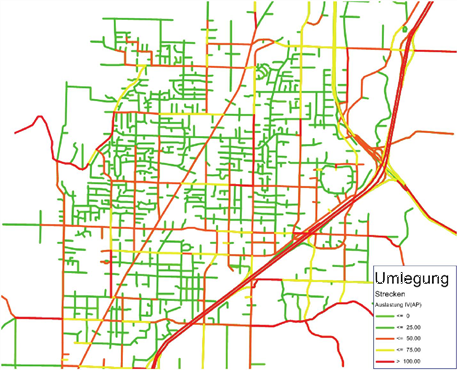 Umlegung
Strecken
Auslastung IV(AP)
<= 0
<= 25.00
<= 50.00
<= 75.00
> 100.00